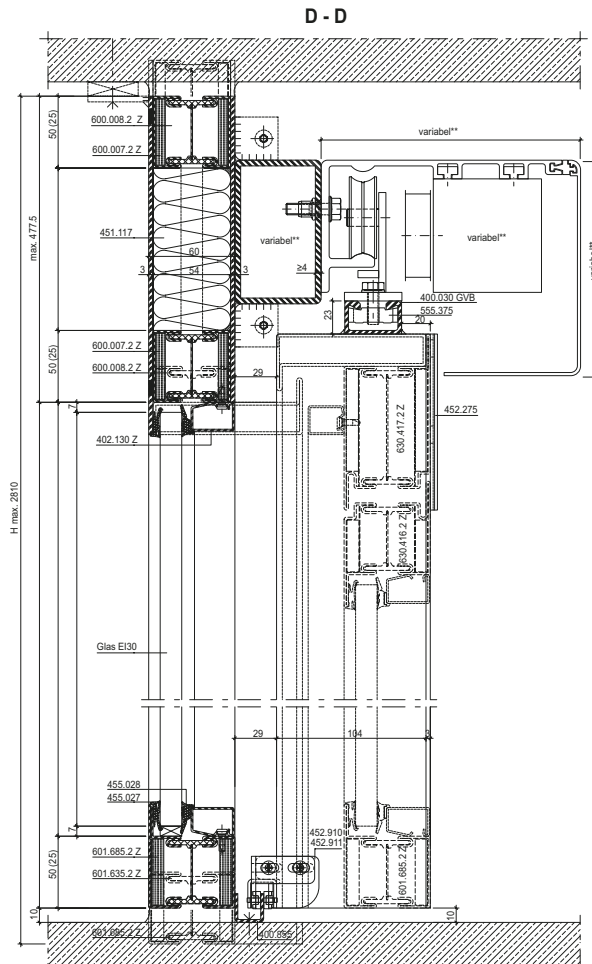 D - D
variabel**
50 (25)
600.008.2 Z
600.007.2 Z
max. 477.5
451.117
60
3
54
3
variabel**
≥4
variabel**
variabel**
23
400.030 GVB
555.375
20
50 (25)
600.007.2 Z
600.008.2 Z
29
7
402.130 Z
452.275
630.417.2 Z
630.416.2 Z
H max. 2810
Glas EI30
29
104
3
455.028
455.027
7
452.910
452.911
50 (25)
601.685.2 Z
601.635.2 Z
601.685.2 Z
10
601.685.2 Z
400.855
10